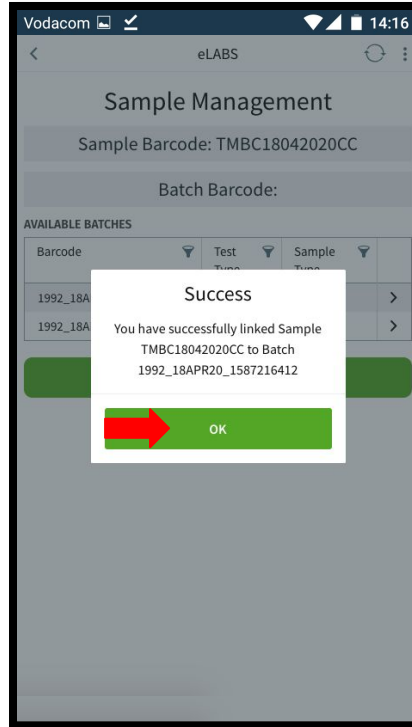 Vodacom 14:16
eLABS
Sample Management
Sample Barcode: TMBC18042020CC
Batch Barcode:
AVAILABLE BATCHES
Barcode Test Sample
Type Type
Success
1992_18A
1992_18A
You have successfully linked Sample
TMBC18042020CC to Batch
1992_18APR20_1587216412
OK